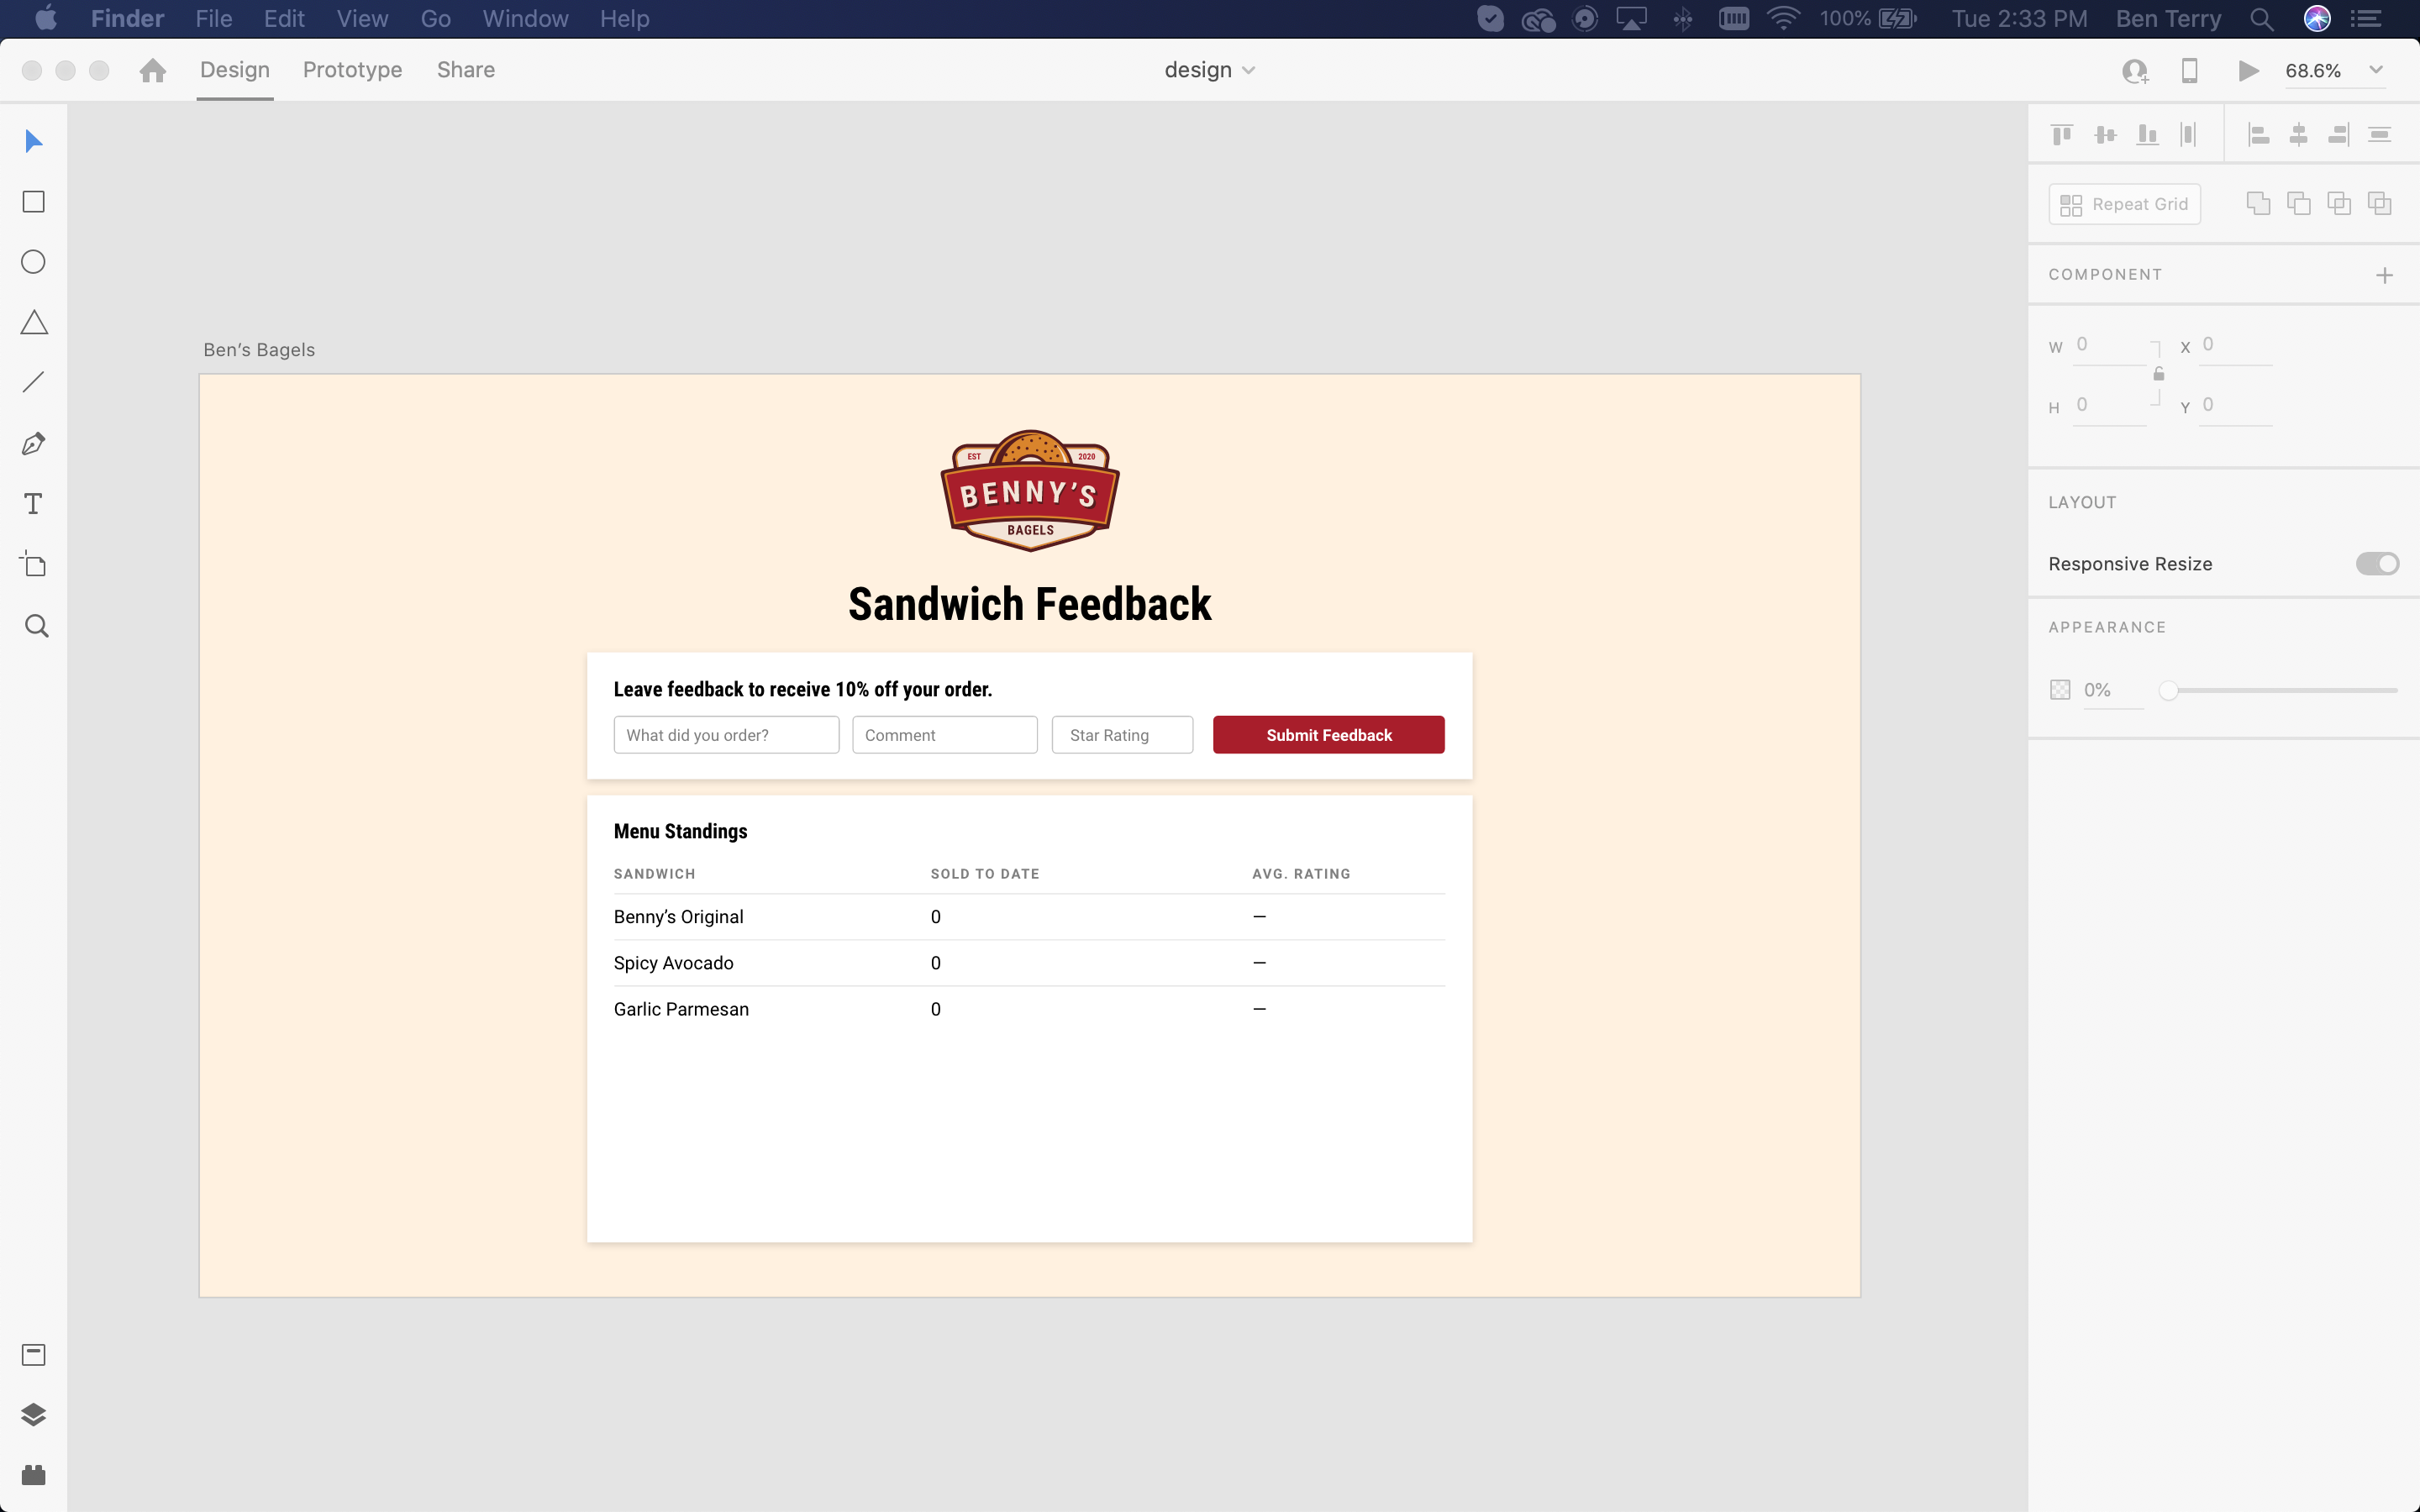 Finder File Edit View Go Window Help 100% Tue 2:33 PM Ben Terry
Design Prototype Share design 68.6%
Repeat Grid
COMPONENT
Ben’s Bagels
W 0 X 0
H 0 Y 0
EST 2020
BENNY’S
BAGELS
LAYOUT
Responsive Resize
Sandwich Feedback
APPEARANCE
0%
Leave feedback to receive 10% off your order.
What did you order? Comment Star Rating Submit Feedback
Menu Standings
SANDWICH SOLD TO DATE AVG. RATING
Benny’s Original 0 —
Spicy Avocado 0 —
Garlic Parmesan 0 —